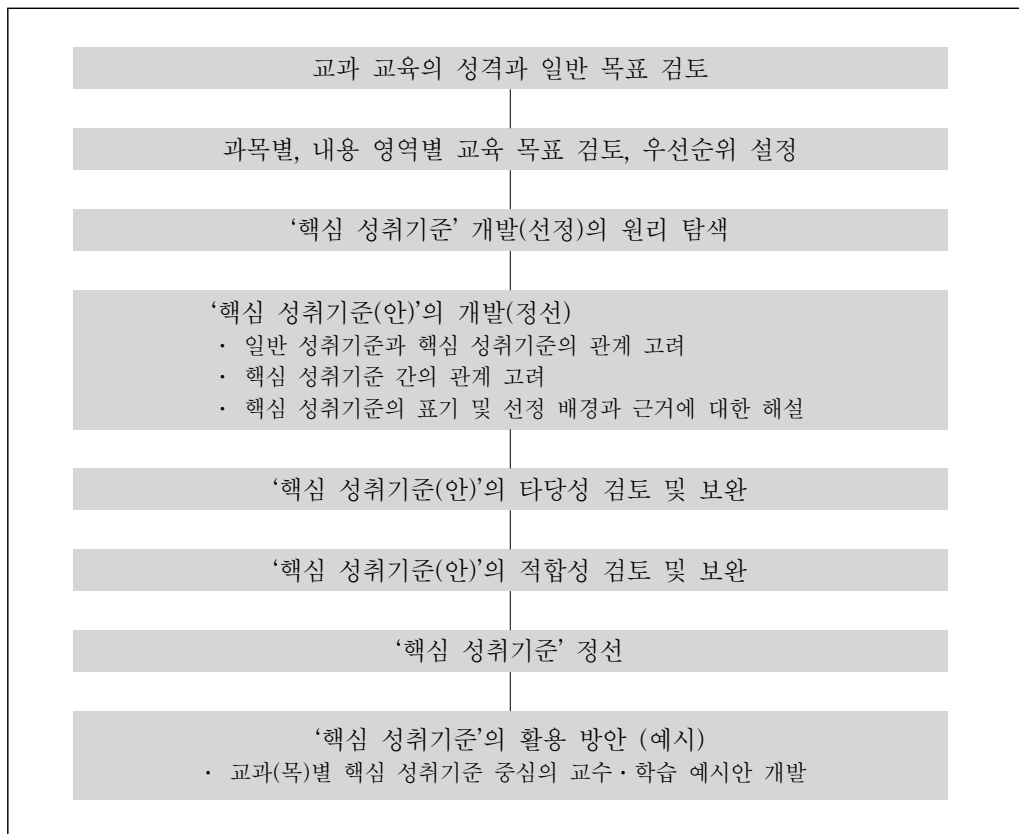 교과 교육의 성격과 일반 목표 검토
과목별, 내용 영역별 교육 목표 검토, 우선순위 설정
‘핵심 성취기준’ 개발(선정)의 원리 탐색
‘핵심 성취기준(안)’의 개발(정선)
· 일반 성취기준과 핵심 성취기준의 관계 고려
· 핵심 성취기준 간의 관계 고려
· 핵심 성취기준의 표기 및 선정 배경과 근거에 대한 해설
‘핵심 성취기준(안)’의 타당성 검토 및 보완
‘핵심 성취기준(안)’의 적합성 검토 및 보완
‘핵심 성취기준’ 정선
‘핵심 성취기준’의 활용 방안 (예시)
· 교과(목)별 핵심 성취기준 중심의 교수・학습 예시안 개발